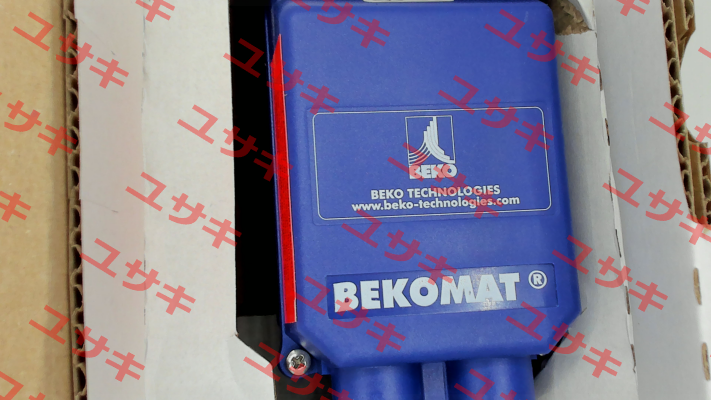 BEKO
BEKO TECHNOLOGIES
www.beko-technologies.com
BEKOMAT®
ユサキ